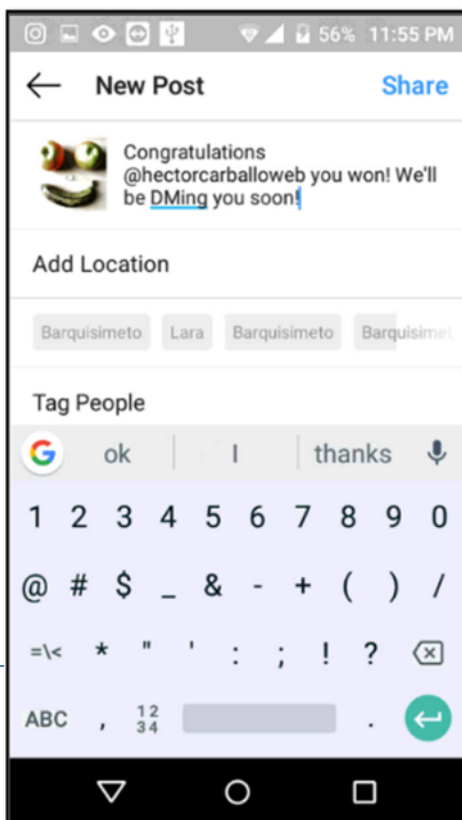 56% 11:55 PM
New Post Share
Congratulations
@hectorcarballoweb you won! We'll
be DMing you soon!
Add Location
Barquisimeto Lara Barquisimeto Barquisimet
Tag People
G ok I thanks
1 2 3 4 5 6 7 8 9 0
@ # $ _ & - + ( ) /
=\< * " ' : ; ! ?
ABC , 12 34 .